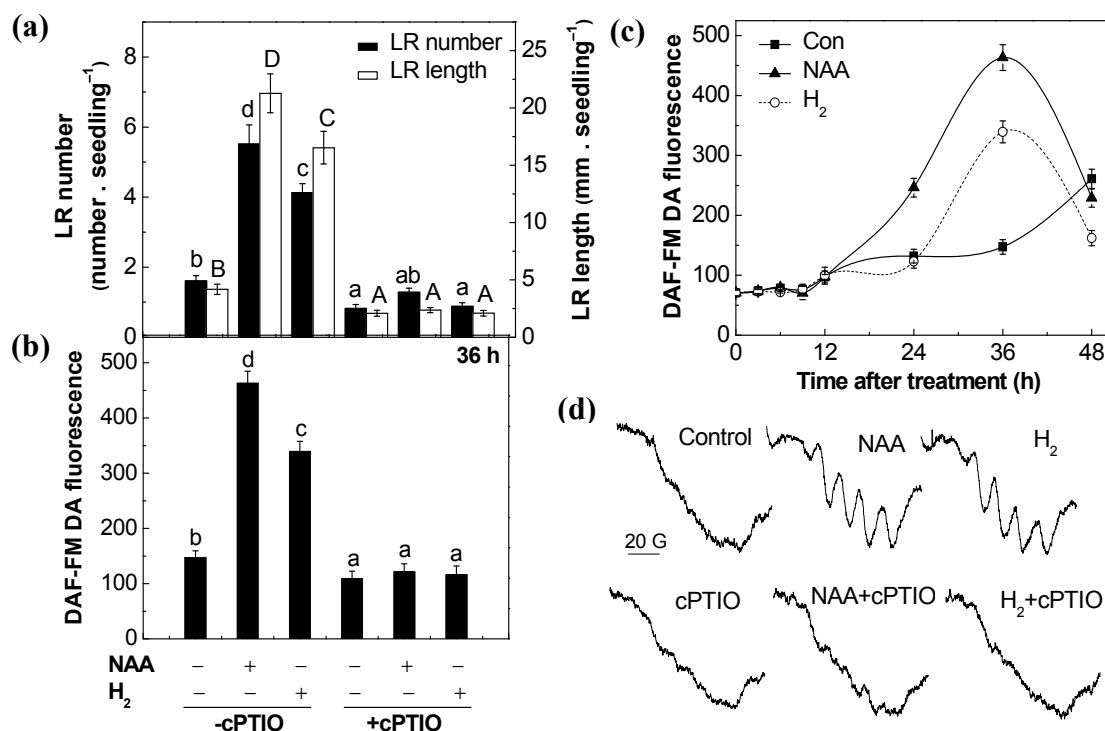 (a)
LR number
LR length
8
6
4
2
0
25
20
15
10
5
0
LR number
(number . seedling⁻¹)
LR length (mm . seedling⁻¹)
b
B
d
D
c
C
a
A
ab
A
a
A
(b)
36 h
500
400
300
200
100
0
DAF-FM DA fluorescence
b
d
c
a
a
a
NAA − + − − + −
H₂ − − + − − +
-cPTIO +cPTIO
(c)
Con
NAA
H₂
500
400
300
200
100
0
DAF-FM DA fluorescence
0 12 24 36 48
Time after treatment (h)
(d)
Control
NAA
H₂
20 G
cPTIO
NAA+cPTIO
H₂+cPTIO